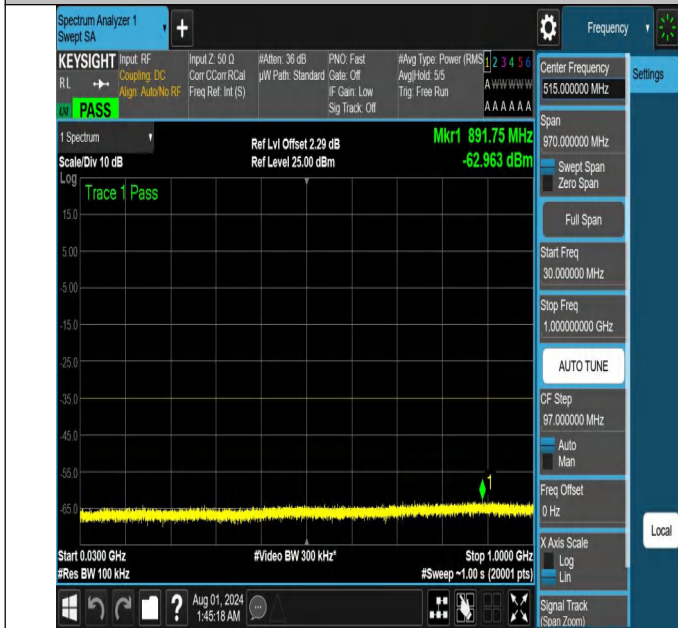 Spectrum Analyzer 1
Swept SA
+
Frequency
KEYSIGHT
RL
PASS
Input: RF
Coupling: DC
Align: Auto/No RF
Input Z: 50 Ω
Corr CCorr RCal
Freq Ref: Int (S)
#Atten: 36 dB
µW Path: Standard
PNO: Fast
Gate: Off
IF Gain: Low
Sig Track: Off
#Avg Type: Power (RMS
Avg|Hold: 5/5
Trig: Free Run
1 2 3 4 5 6
A W W W W W
A A A A A A
1 Spectrum
Scale/Div 10 dB
Ref Lvl Offset 2.29 dB
Ref Level 25.00 dBm
Mkr1 891.75 MHz
-62.963 dBm
Log
Trace 1 Pass
15.0
5.00
-5.00
-15.0
-25.0
-35.0
-45.0
-55.0
-65.0
1
Start 0.0300 GHz
#Res BW 100 kHz
#Video BW 300 kHz*
Stop 1.0000 GHz
#Sweep ~1.00 s (20001 pts)
Center Frequency
515.000000 MHz
Span
970.000000 MHz
Swept Span
Zero Span
Full Span
Start Freq
30.000000 MHz
Stop Freq
1.000000000 GHz
AUTO TUNE
CF Step
97.000000 MHz
Auto
Man
Freq Offset
0 Hz
X Axis Scale
Log
Lin
Signal Track
(Span Zoom)
Settings
Local
?
Aug 01, 2024
1:45:18 AM